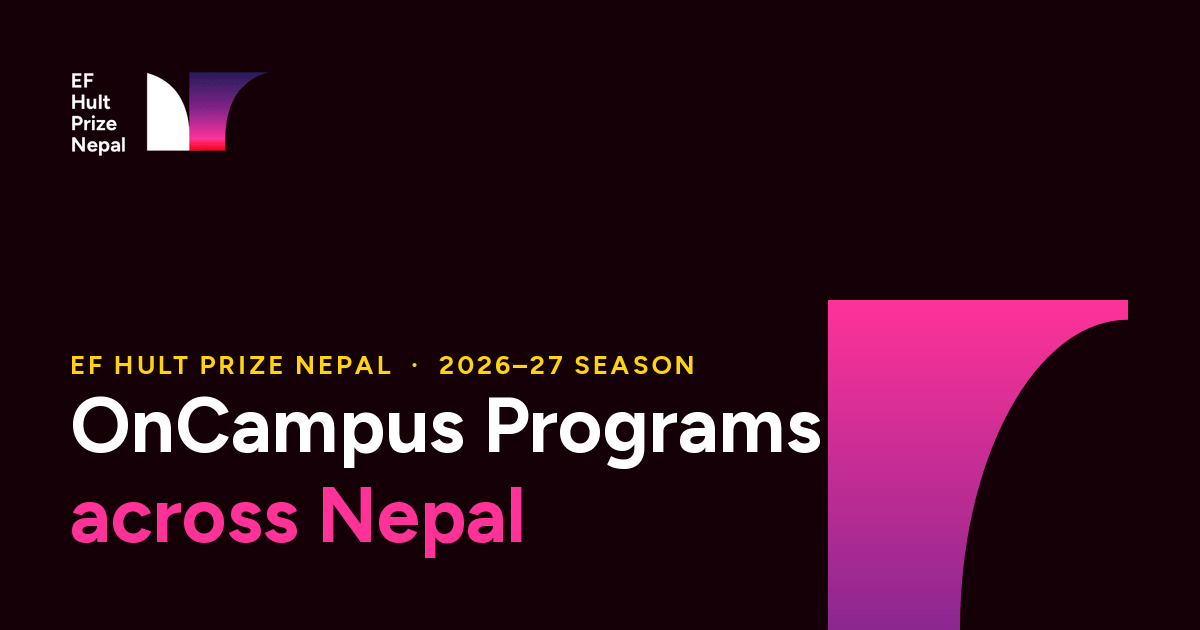 EF
Hult
Prize
Nepal
EF HULT PRIZE NEPAL · 2026–27 SEASON
OnCampus Programs
across Nepal